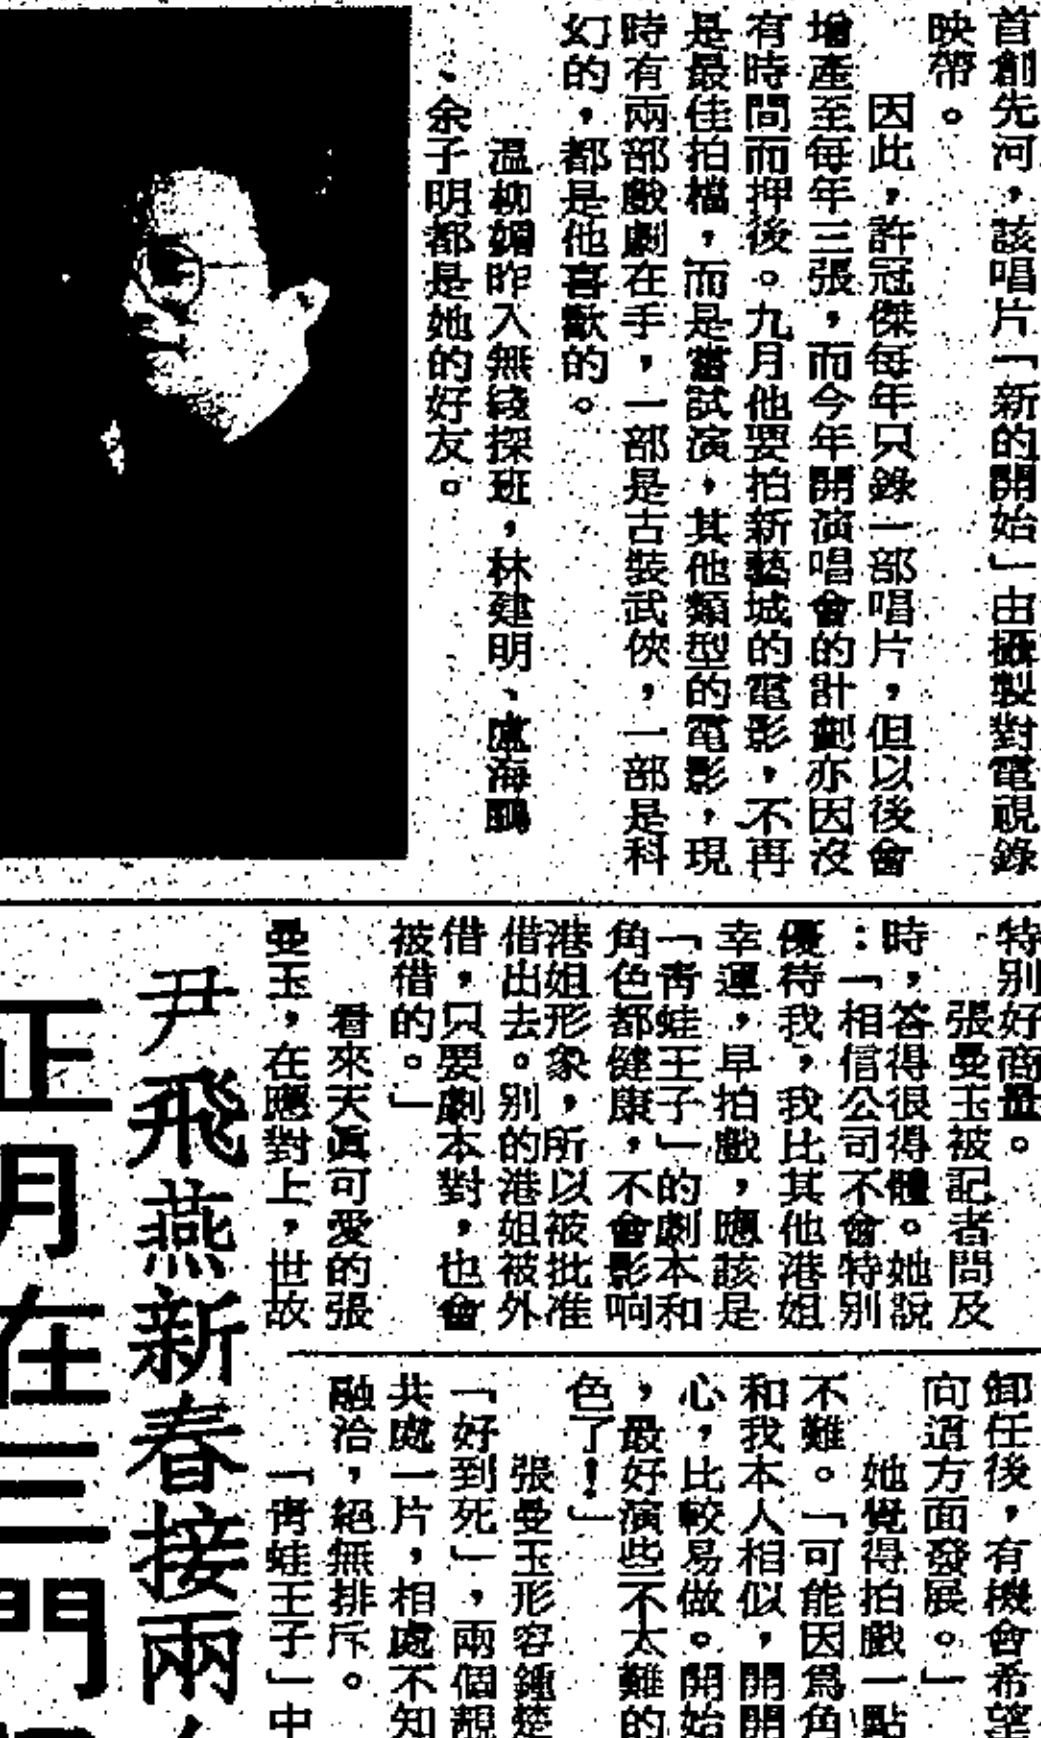 首創先河，該唱片「新的開始」由攝製對電視錄
映帶。
因此，許冠傑每年只錄一部唱片，但以後會
增產至每年三張，而今年開演唱會的計劃亦因沒
有時間而押後。九月他要拍新藝城的電影，不再
是最佳拍檔，而是嘗試演，其他類型的電影，現
時有兩部戲劇在手，一部是古裝武俠，一部是科
幻的，都是他喜歡的。
溫柳媚昨入無綫探班，林建明、盧海鵬
、余子明都是她的好友。
特別好商量。
張曼玉被記者問及
時，答得很得體。她說
：「相信公司不會特別
優待我，我比其他港姐
幸運，早拍戲，應該是
「青蛙王子」的劇本和
角色都健康，不會影响
港姐形象，所以被批准
借出去。別的港姐被外
借，只要劇本對，也會
被借的。」
看來天眞可愛的張
曼玉，在應對上，世故
卸任後，有機會希望
向這方面發展。」
她覺得拍戲一點
不難。「可能因爲角
和我本人相似，開開
心，比較易做。開始
，最好演些不太難的
色了！」
張曼玉形容鍾楚
「好到死」，兩個靚
共處一片，相處不知
融洽，絕無排斥。
「青蛙王子」中
尹飛燕新春接兩
正月在三門